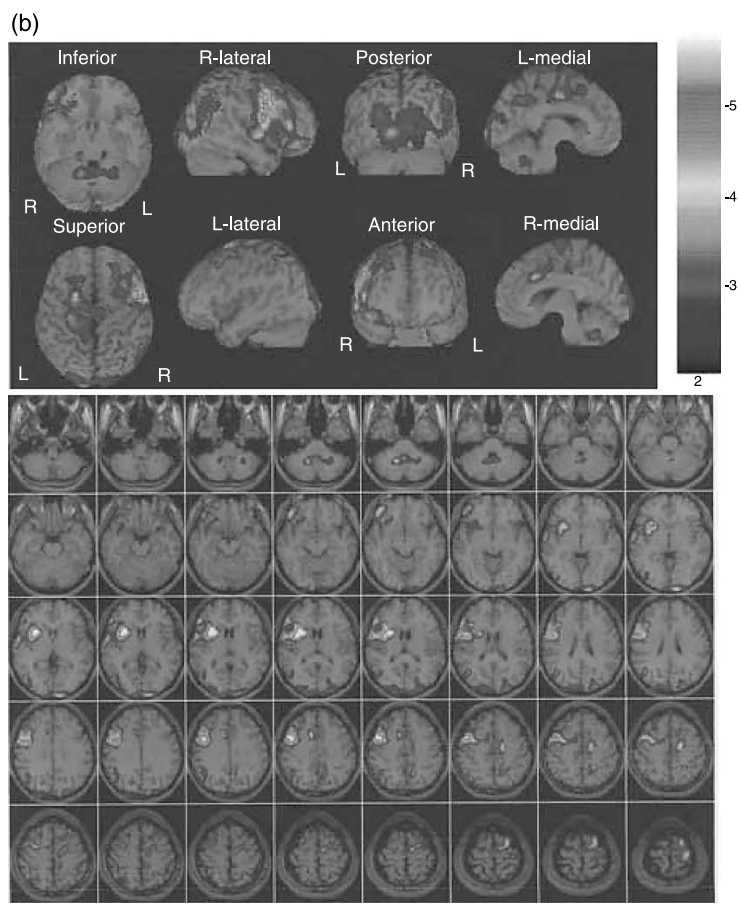 (b)
Inferior R-lateral Posterior L-medial
R L L R
Superior L-lateral Anterior R-medial
L R R L
-5
-4
-3
2